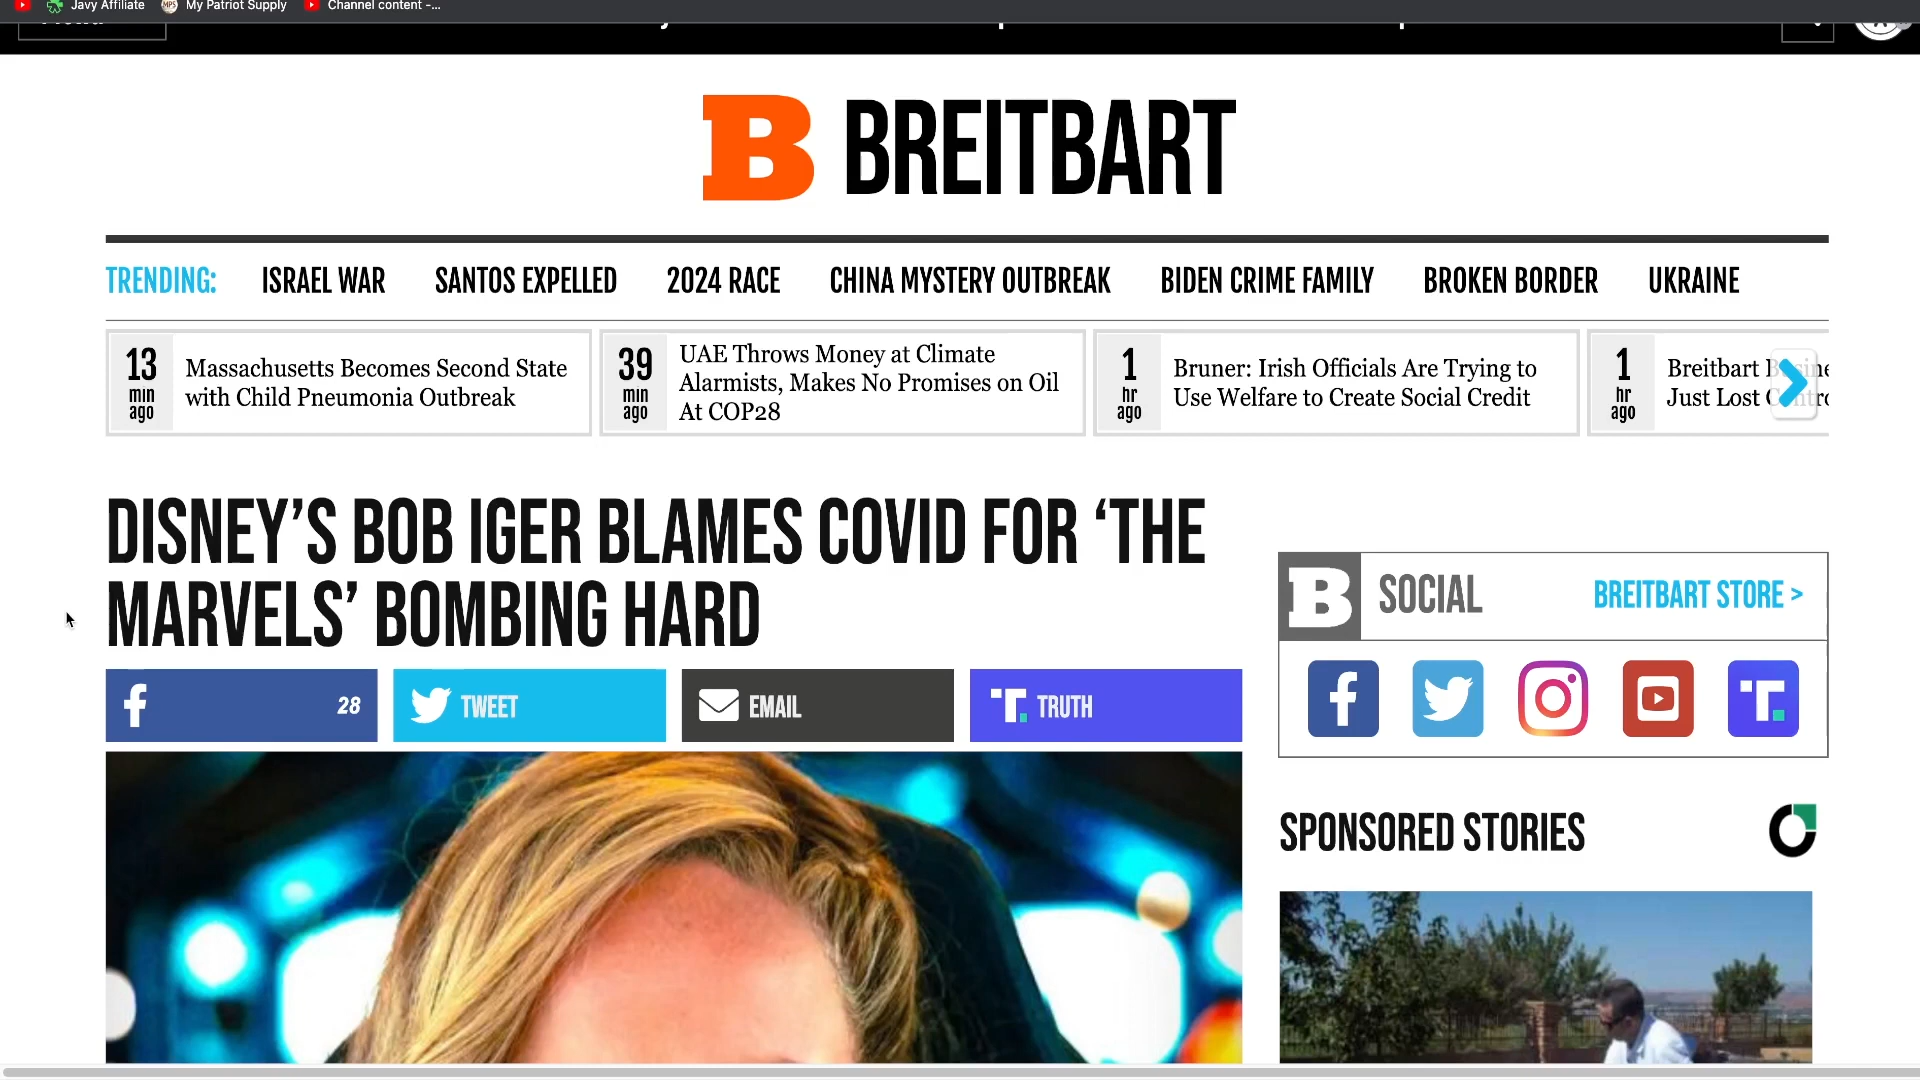 Javy Affiliate
My Patriot Supply
Channel content -...
B BREITBART
TRENDING: ISRAEL WAR SANTOS EXPELLED 2024 RACE CHINA MYSTERY OUTBREAK BIDEN CRIME FAMILY BROKEN BORDER UKRAINE
13
min
ago
Massachusetts Becomes Second State
with Child Pneumonia Outbreak
39
min
ago
UAE Throws Money at Climate
Alarmists, Makes No Promises on Oil
At COP28
1
hr
ago
Bruner: Irish Officials Are Trying to
Use Welfare to Create Social Credit
1
hr
ago
Breitbart
Just Lost
DISNEY’S BOB IGER BLAMES COVID FOR ‘THE
MARVELS’ BOMBING HARD
28
TWEET
EMAIL
TRUTH
B SOCIAL
BREITBART STORE >
SPONSORED STORIES